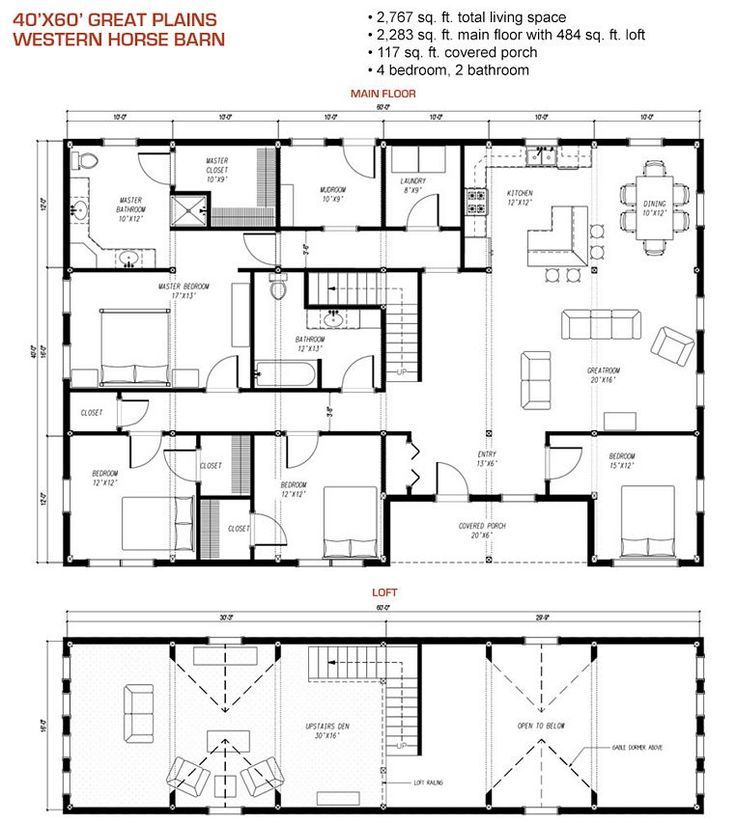 40'X60' GREAT PLAINS
WESTERN HORSE BARN
• 2,767 sq. ft. total living space
• 2,283 sq. ft. main floor with 484 sq. ft. loft
• 117 sq. ft. covered porch
• 4 bedroom, 2 bathroom
MAIN FLOOR
60'-0"
10'-0" 10'-0" 10'-0" 10'-0" 10'-0" 10'-0"
12'-0"
40'-0"
16'-0"
12'-0"
MASTER
CLOSET
10'X9'
MUDROOM
10'X9'
LAUNDRY
8'X9'
KITCHEN
12'X12'
DINING
10'X12'
MASTER
BATHROOM
10'X12'
3'-6"
MASTER BEDROOM
17'X13'
BATHROOM
12'X13'
UP
GREATROOM
20'X16'
CLOSET
3'-6"
BEDROOM
12'X12'
CLOSET
BEDROOM
12'X12'
CLOSET
ENTRY
13'X6'
BEDROOM
15'X12'
COVERED PORCH
20'X6'
LOFT
60'-0"
30'-3" 29'-9"
16'-0"
UPSTAIRS DEN
30'X16'
UP
OPEN TO BELOW
GABLE DORMER ABOVE
LOFT RAILING